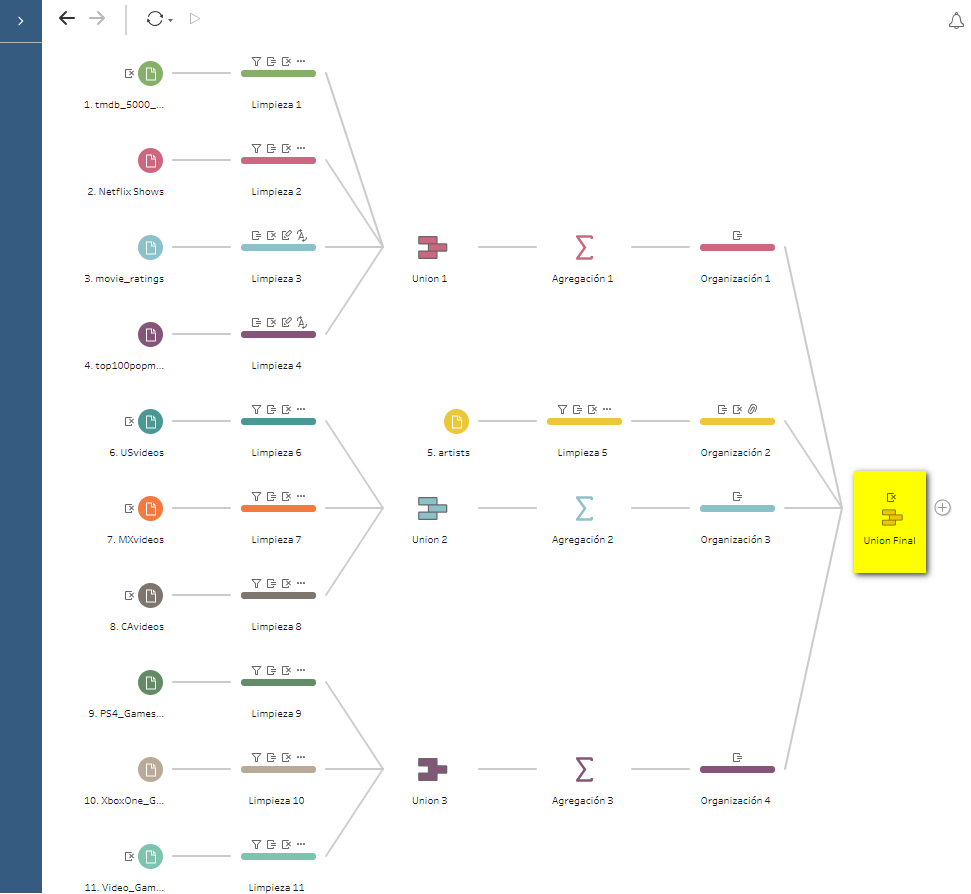 1. tmdb_5000_...
Limpieza 1
2. Netflix Shows
Limpieza 2
3. movie_ratings
Limpieza 3
Union 1
Agregación 1
Organización 1
4. top100popm...
Limpieza 4
6. USvideos
Limpieza 6
5. artists
Limpieza 5
Organización 2
7. MXvideos
Limpieza 7
Union 2
Agregación 2
Organización 3
Union Final
8. CAvideos
Limpieza 8
9. PS4_Games...
Limpieza 9
10. XboxOne_G...
Limpieza 10
Union 3
Agregación 3
Organización 4
11. Video_Gam...
Limpieza 11